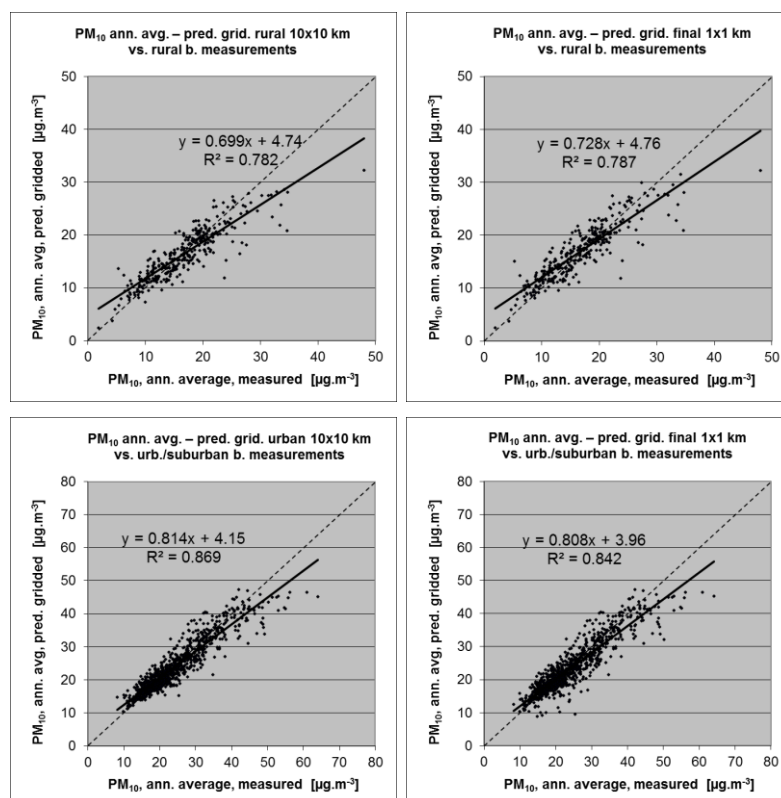 PM₁₀ ann. avg. – pred. grid. rural 10x10 km
vs. rural b. measurements
PM₁₀, ann. avg, pred. gridded [µg.m⁻³]
50
40
30
20
10
0
y = 0.699x + 4.74
R² = 0.782
0 10 20 30 40 50
PM₁₀, ann. average, measured [µg.m⁻³]
PM₁₀ ann. avg. – pred. grid. final 1x1 km
vs. rural b. measurements
PM₁₀, ann. avg, pred. gridded [µg.m⁻³]
50
40
30
20
10
0
y = 0.728x + 4.76
R² = 0.787
0 10 20 30 40 50
PM₁₀, ann. average, measured [µg.m⁻³]
PM₁₀ ann. avg. – pred. grid. urban 10x10 km
vs. urb./suburban b. measurements
PM₁₀, ann. avg, pred. gridded [µg.m⁻³]
80
70
60
50
40
30
20
10
0
y = 0.814x + 4.15
R² = 0.869
0 10 20 30 40 50 60 70 80
PM₁₀, ann. average, measured [µg.m⁻³]
PM₁₀ ann. avg. – pred. grid. final 1x1 km
vs. urb./suburban b. measurements
PM₁₀, ann. avg, pred. gridded [µg.m⁻³]
80
70
60
50
40
30
20
10
0
y = 0.808x + 3.96
R² = 0.842
0 10 20 30 40 50 60 70 80
PM₁₀, ann. average, measured [µg.m⁻³]